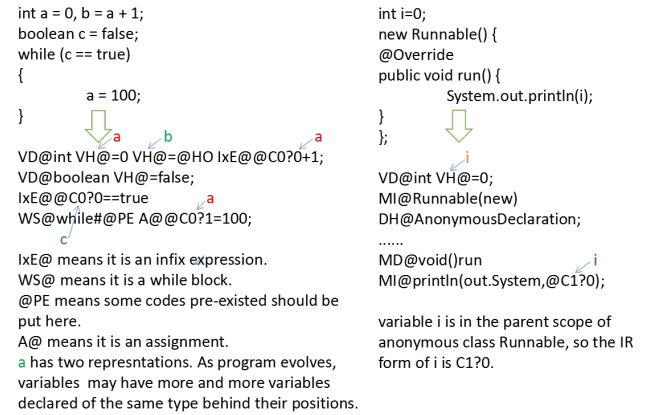 int a = 0, b = a + 1;
boolean c = false;
while (c == true)
{
a = 100;
}
a b a
VD@int VH@=0 VH@=@HO IxE@@C0?0+1;
VD@boolean VH@=false;
IxE@@C0?0==true
a
WS@while#@PE A@@C0?1=100;
c
IxE@ means it is an infix expression.
WS@ means it is a while block.
@PE means some codes pre-existed should be
put here.
A@ means it is an assignment.
a has two represntations. As program evolves,
variables may have more and more variables
declared of the same type behind their positions.
int i=0;
new Runnable() {
@Override
public void run() {
System.out.println(i);
}
};
i
VD@int VH@=0;
MI@Runnable(new)
DH@AnonymousDeclaration;
......
MD@void()run
i
MI@println(out.System,@C1?0);
variable i is in the parent scope of
anonymous class Runnable, so the IR
form of i is C1?0.